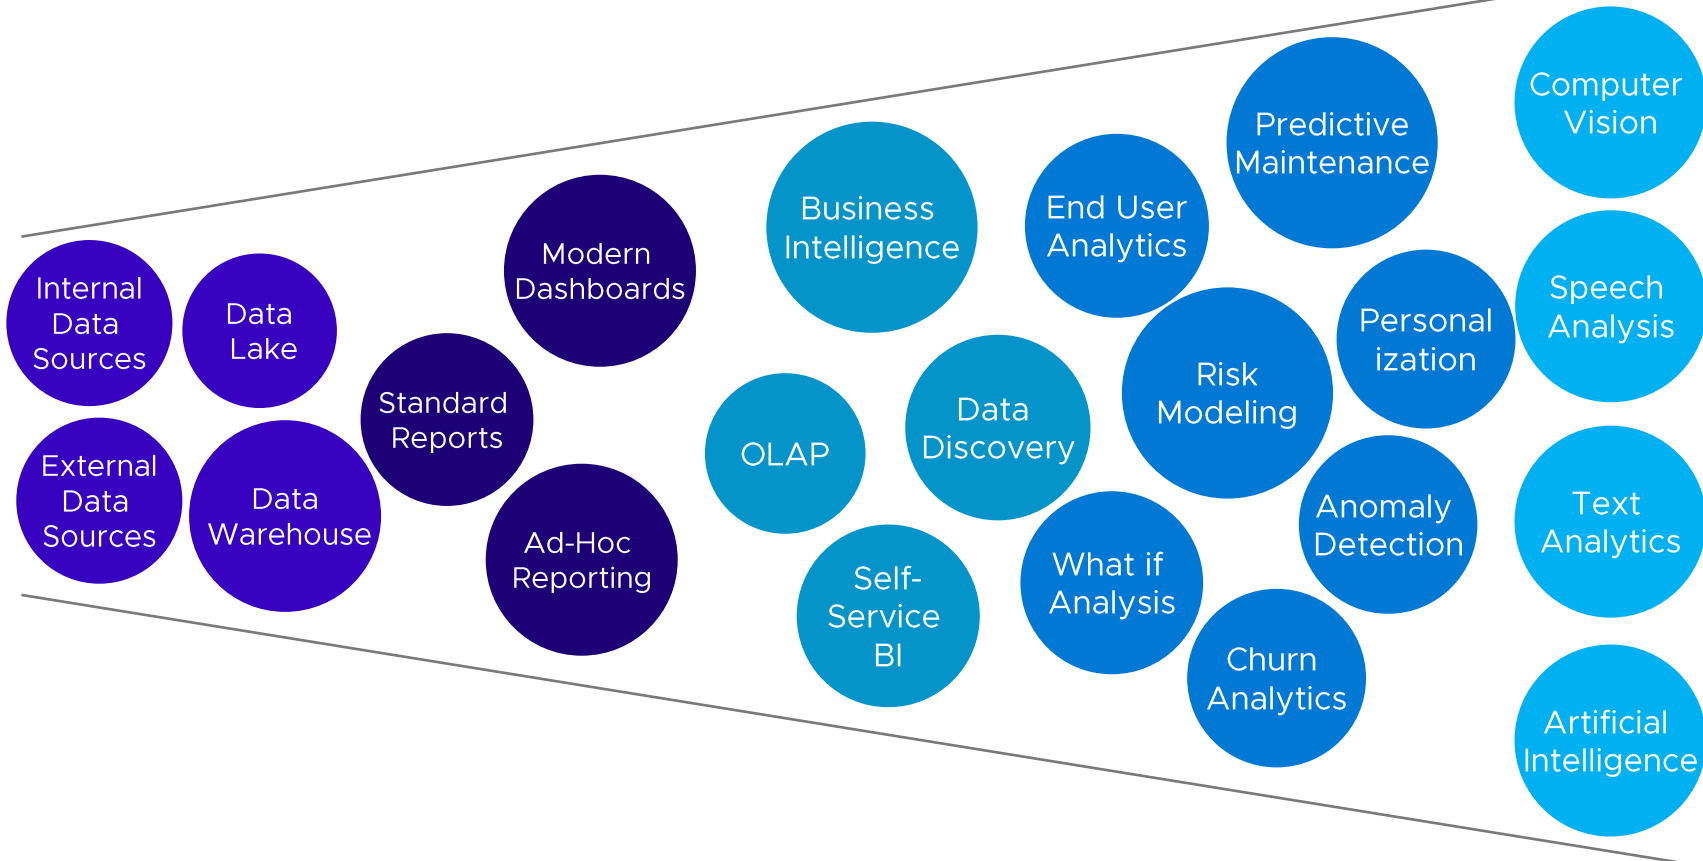 Internal
Data
Sources
External
Data
Sources
Data
Lake
Data
Warehouse
Standard
Reports
Modern
Dashboards
Ad-Hoc
Reporting
Business
Intelligence
OLAP
Self-
Service
BI
Data
Discovery
End User
Analytics
What if
Analysis
Risk
Modeling
Predictive
Maintenance
Personal
ization
Anomaly
Detection
Churn
Analytics
Computer
Vision
Speech
Analysis
Text
Analytics
Artificial
Intelligence